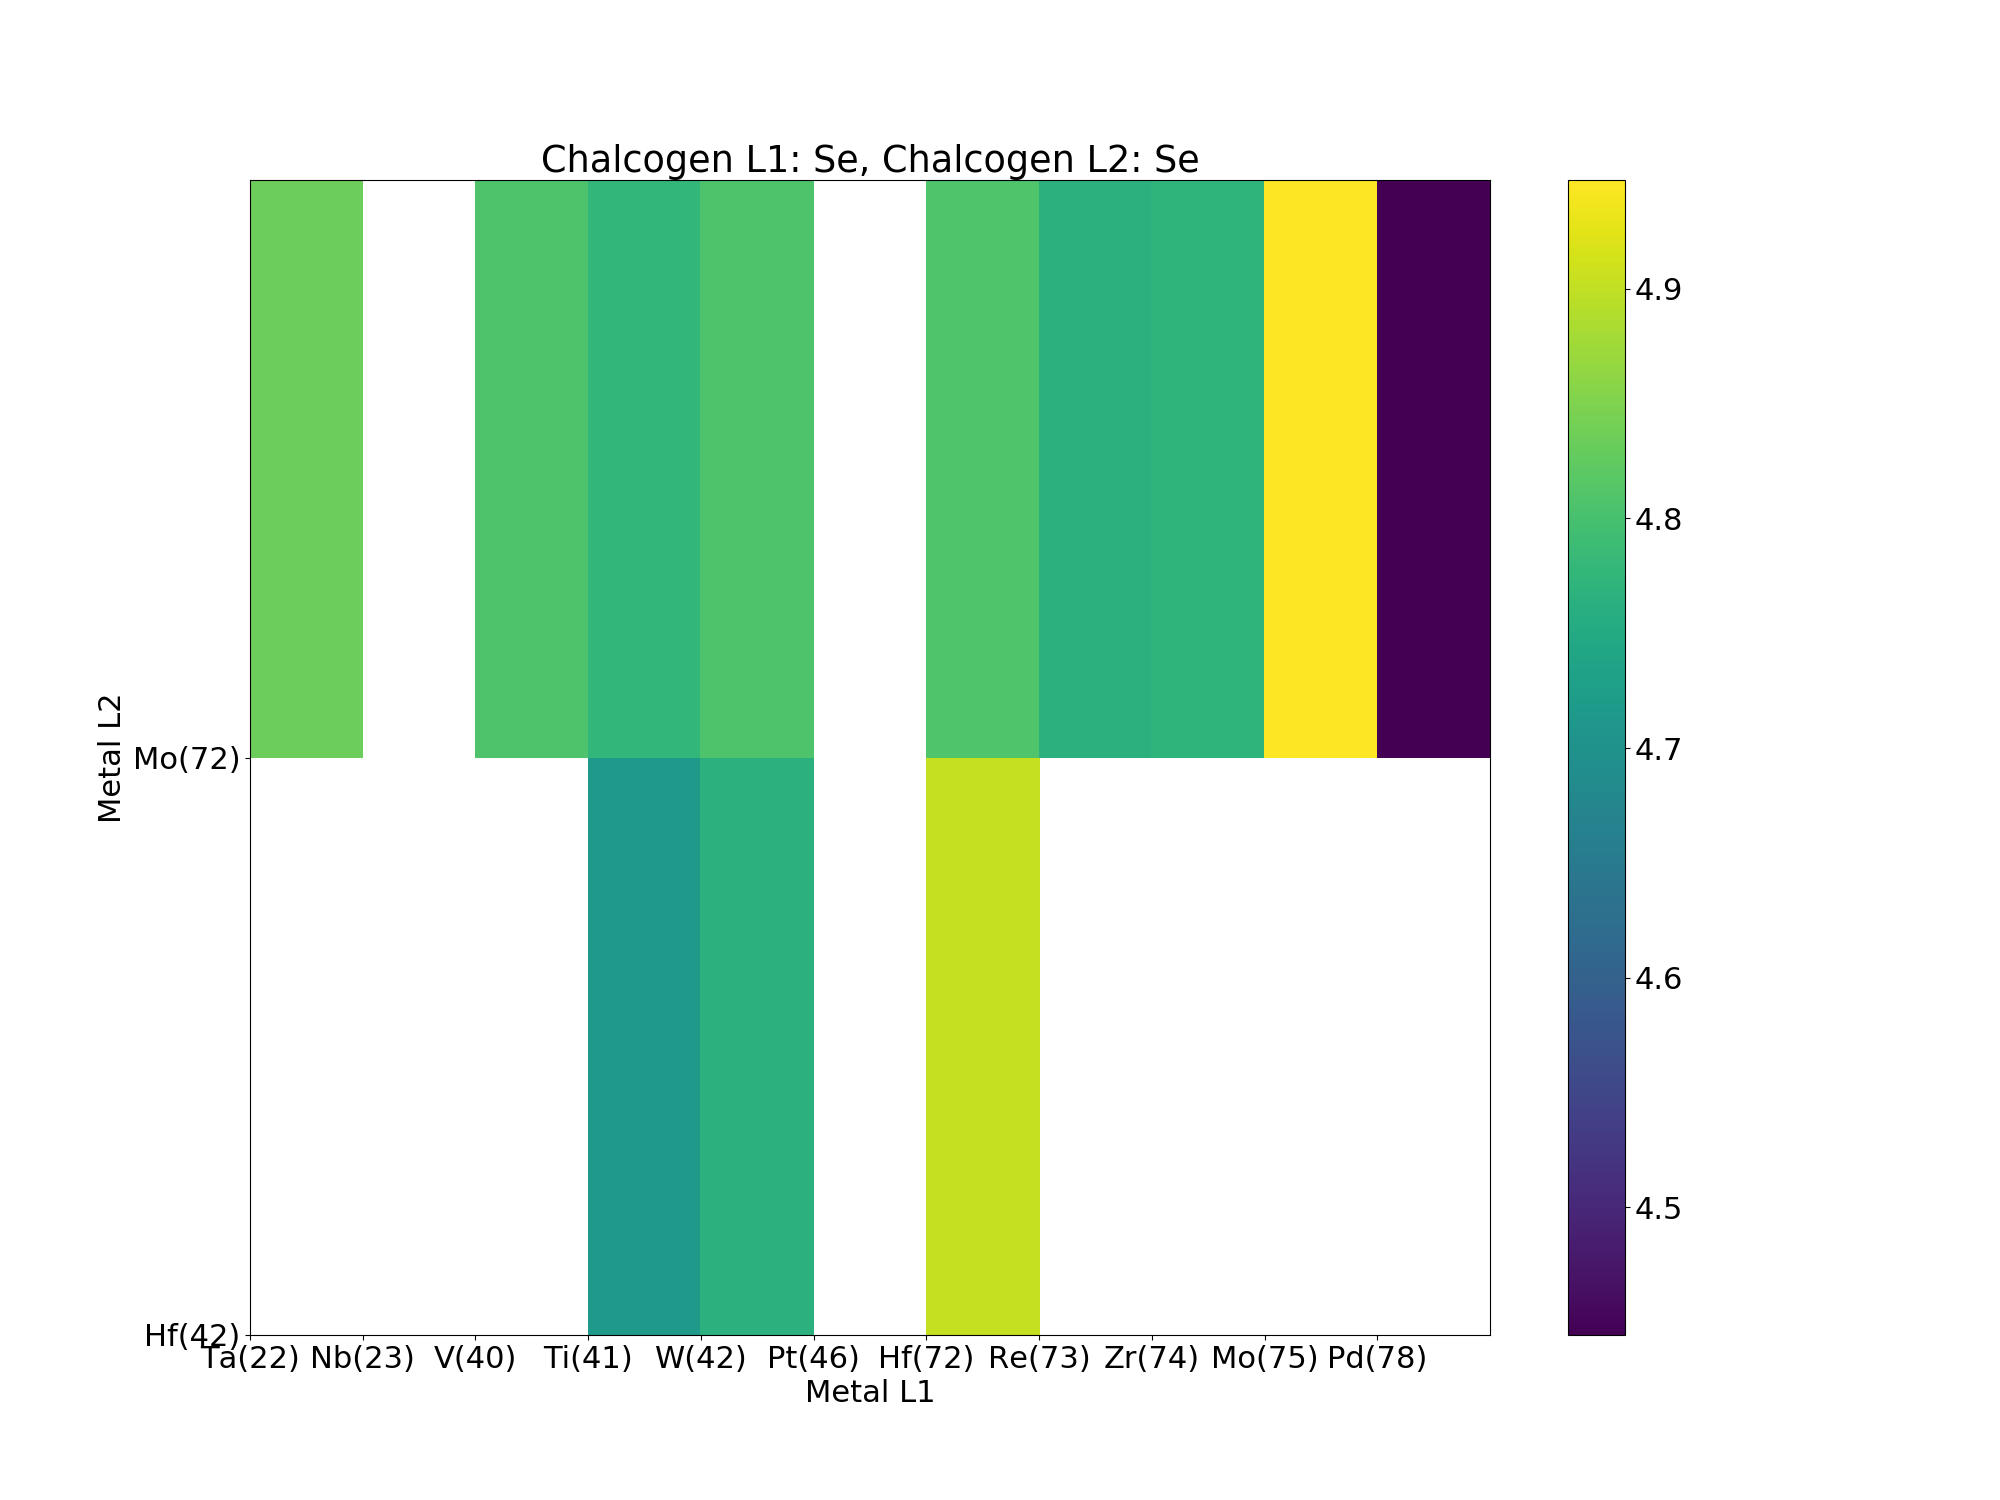 Chalcogen L1: Se, Chalcogen L2: Se
4.9
4.8
4.7
4.6
4.5
Metal L2
Mo(72)
Hf(42)
Ta(22) Nb(23) V(40) Ti(41) W(42) Pt(46) Hf(72) Re(73) Zr(74) Mo(75) Pd(78)
Metal L1